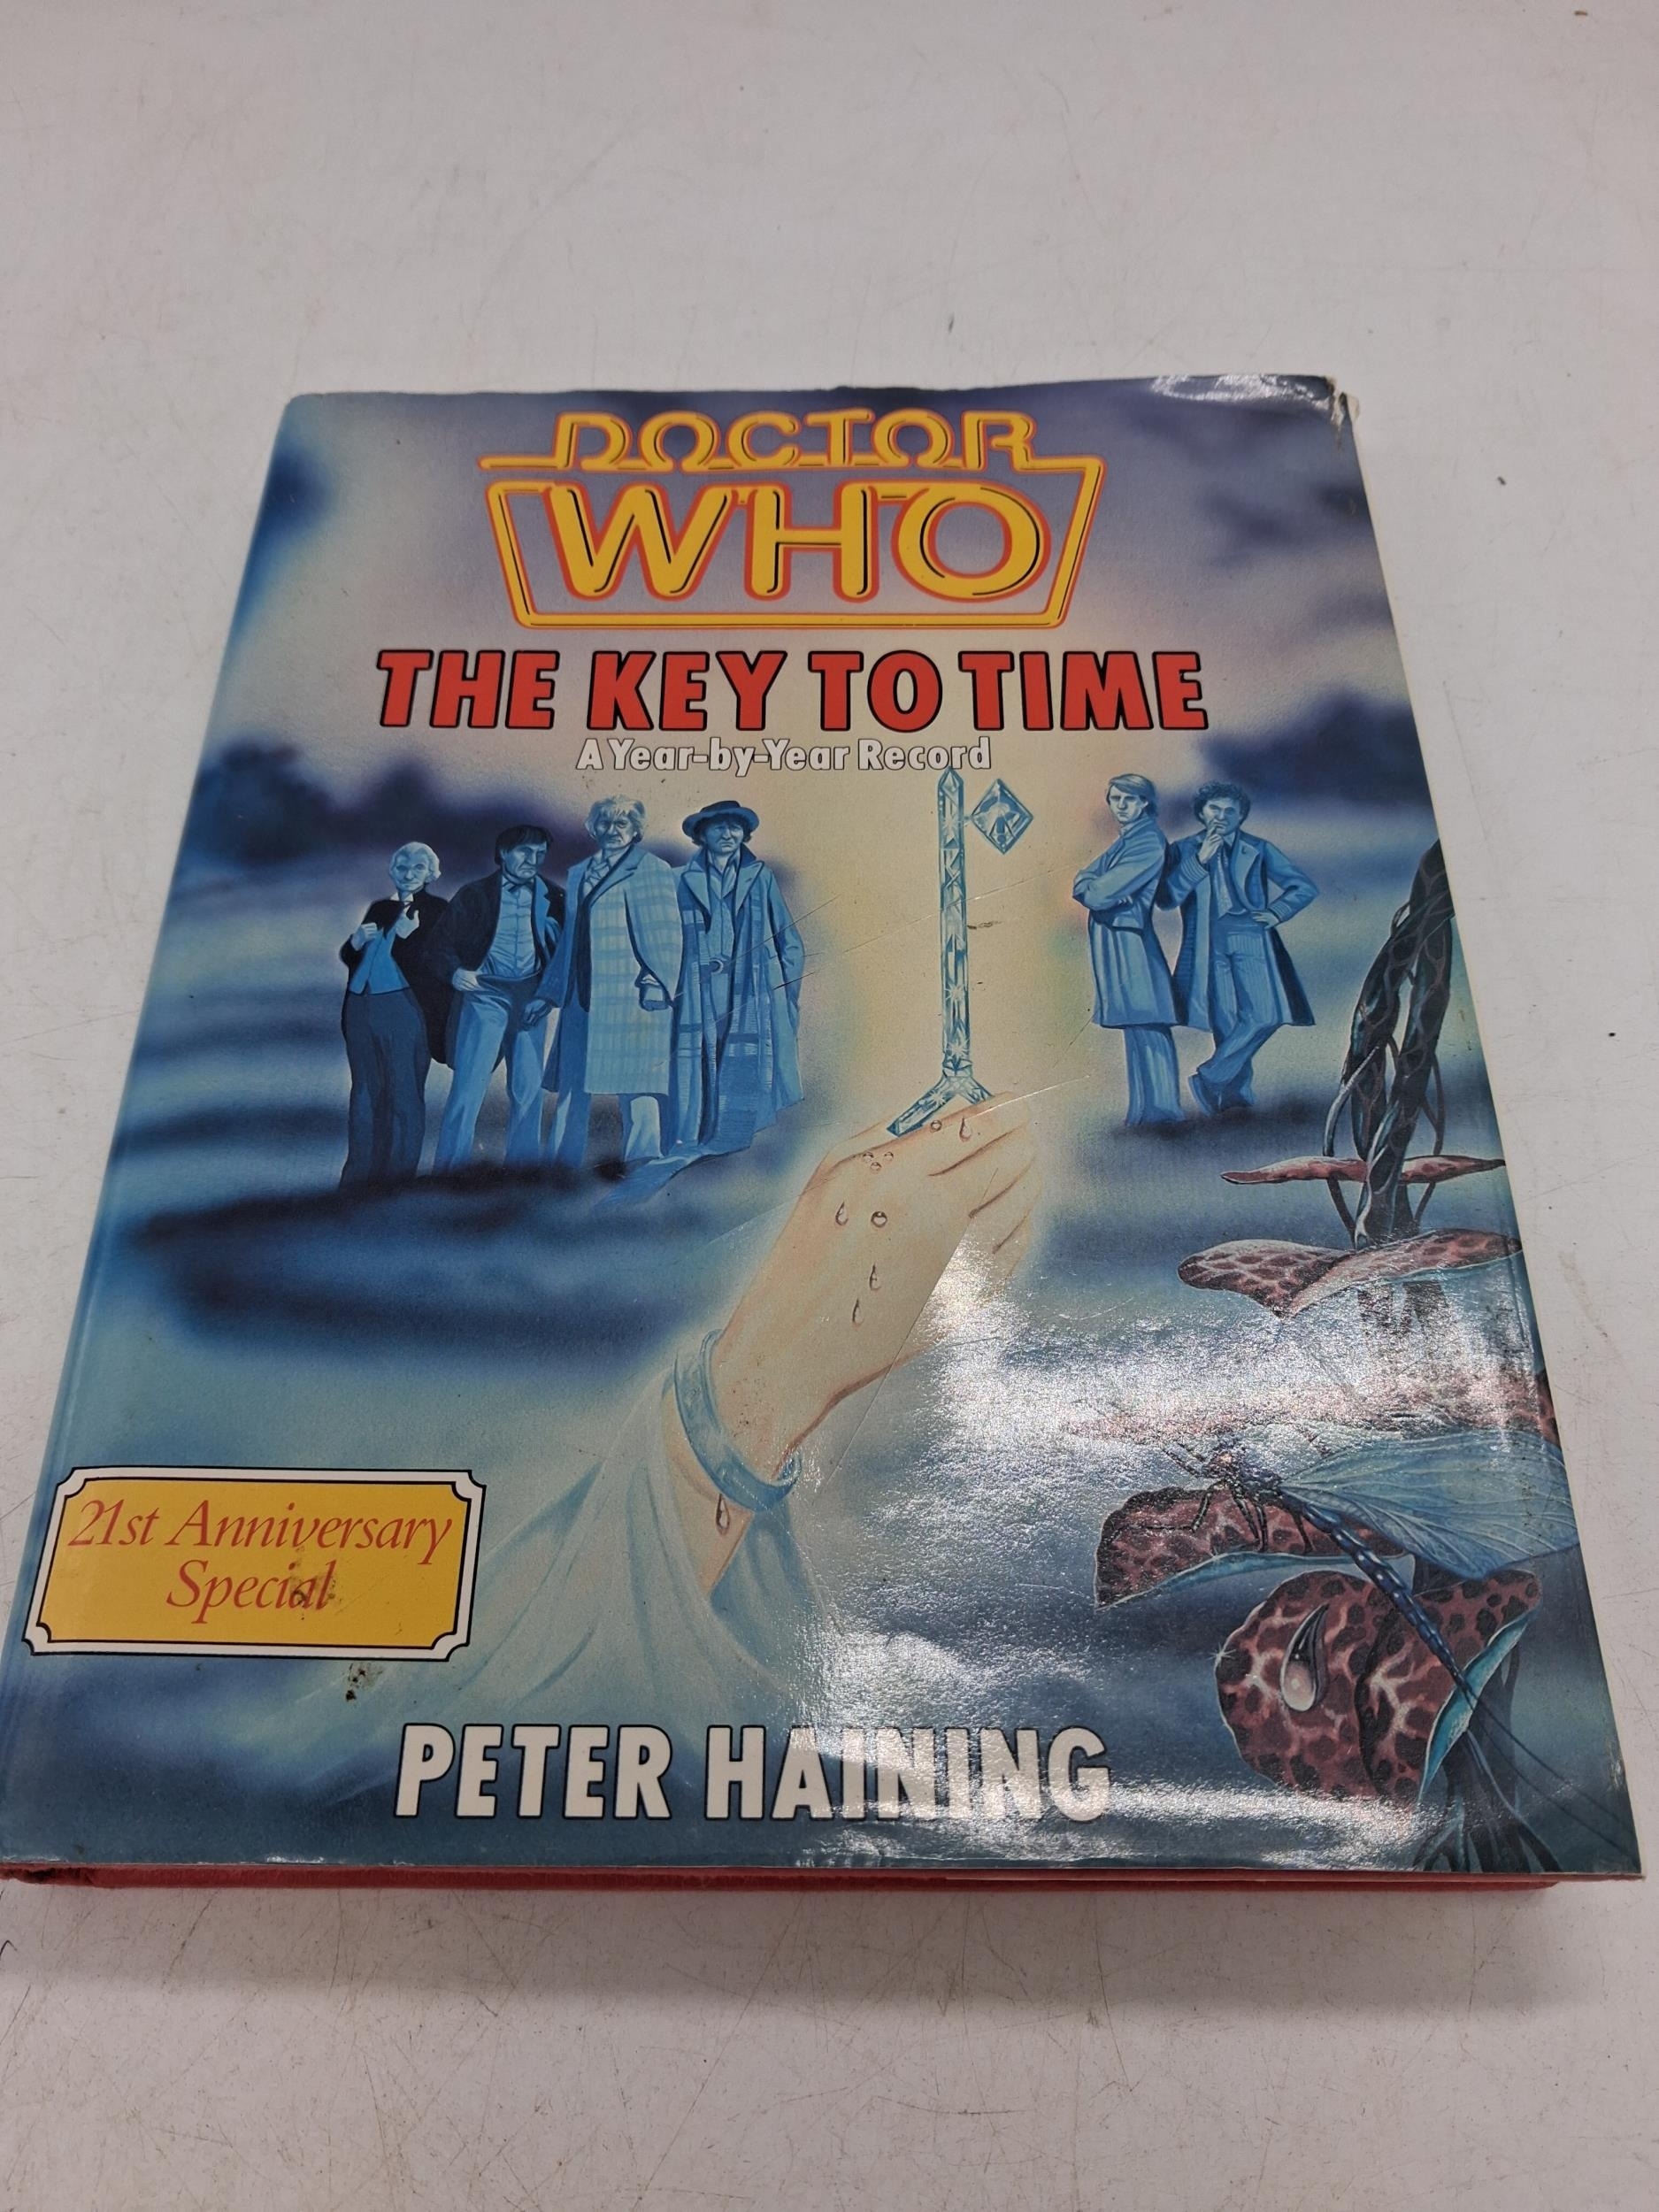 DOCTOR
WHO
THE KEY TO TIME
A Year-by-Year Record
21st Anniversary
Special
PETER HAINING